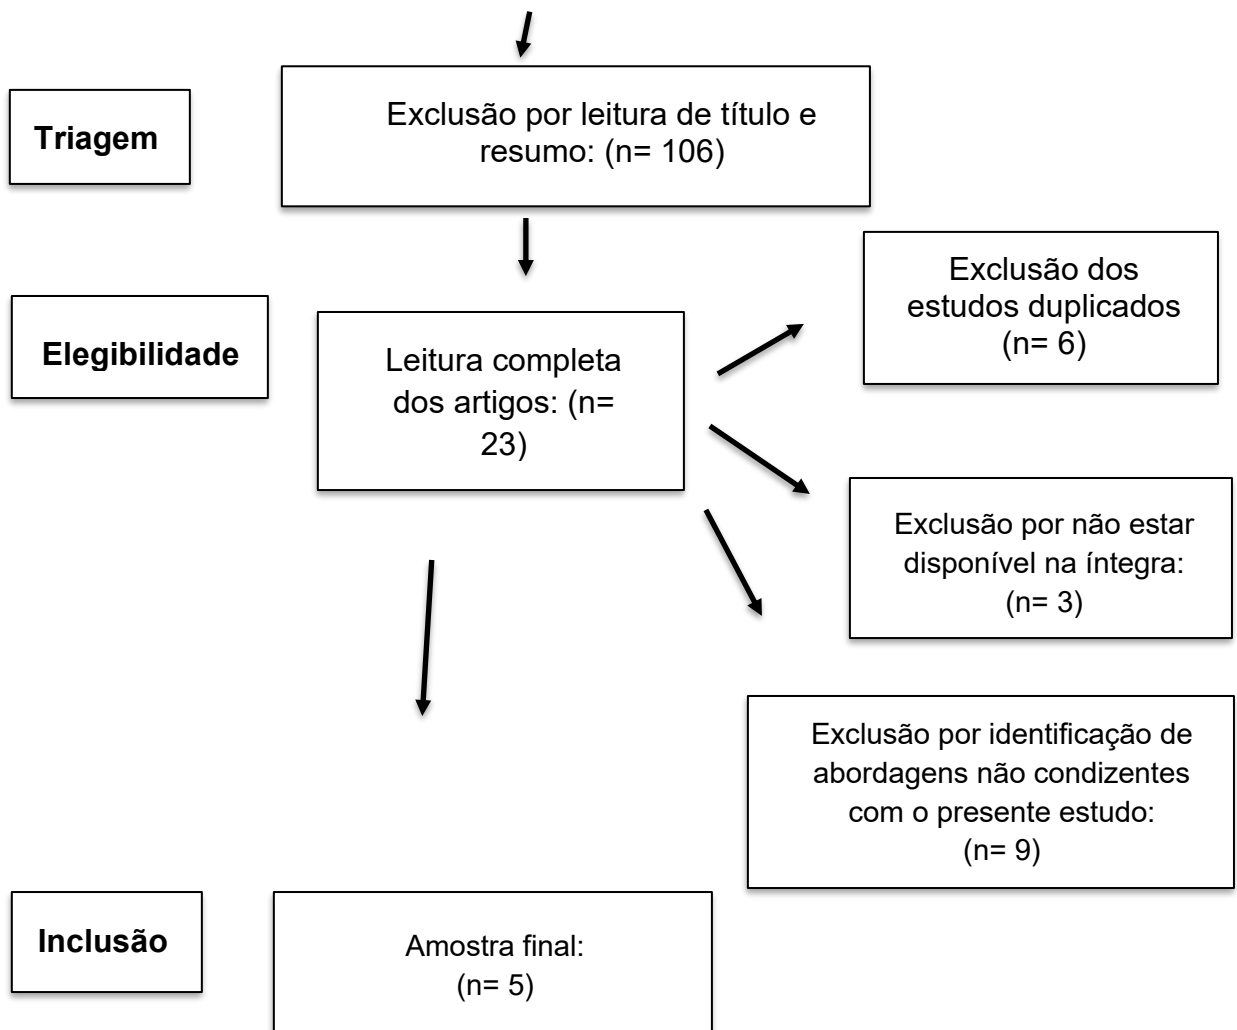 Triagem
Exclusão por leitura de título e
resumo: (n= 106)
Elegibilidade
Leitura completa
dos artigos: (n=
23)
Exclusão dos
estudos duplicados
(n= 6)
Exclusão por não estar
disponível na íntegra:
(n= 3)
Exclusão por identificação de
abordagens não condizentes
com o presente estudo:
(n= 9)
Inclusão
Amostra final:
(n= 5)